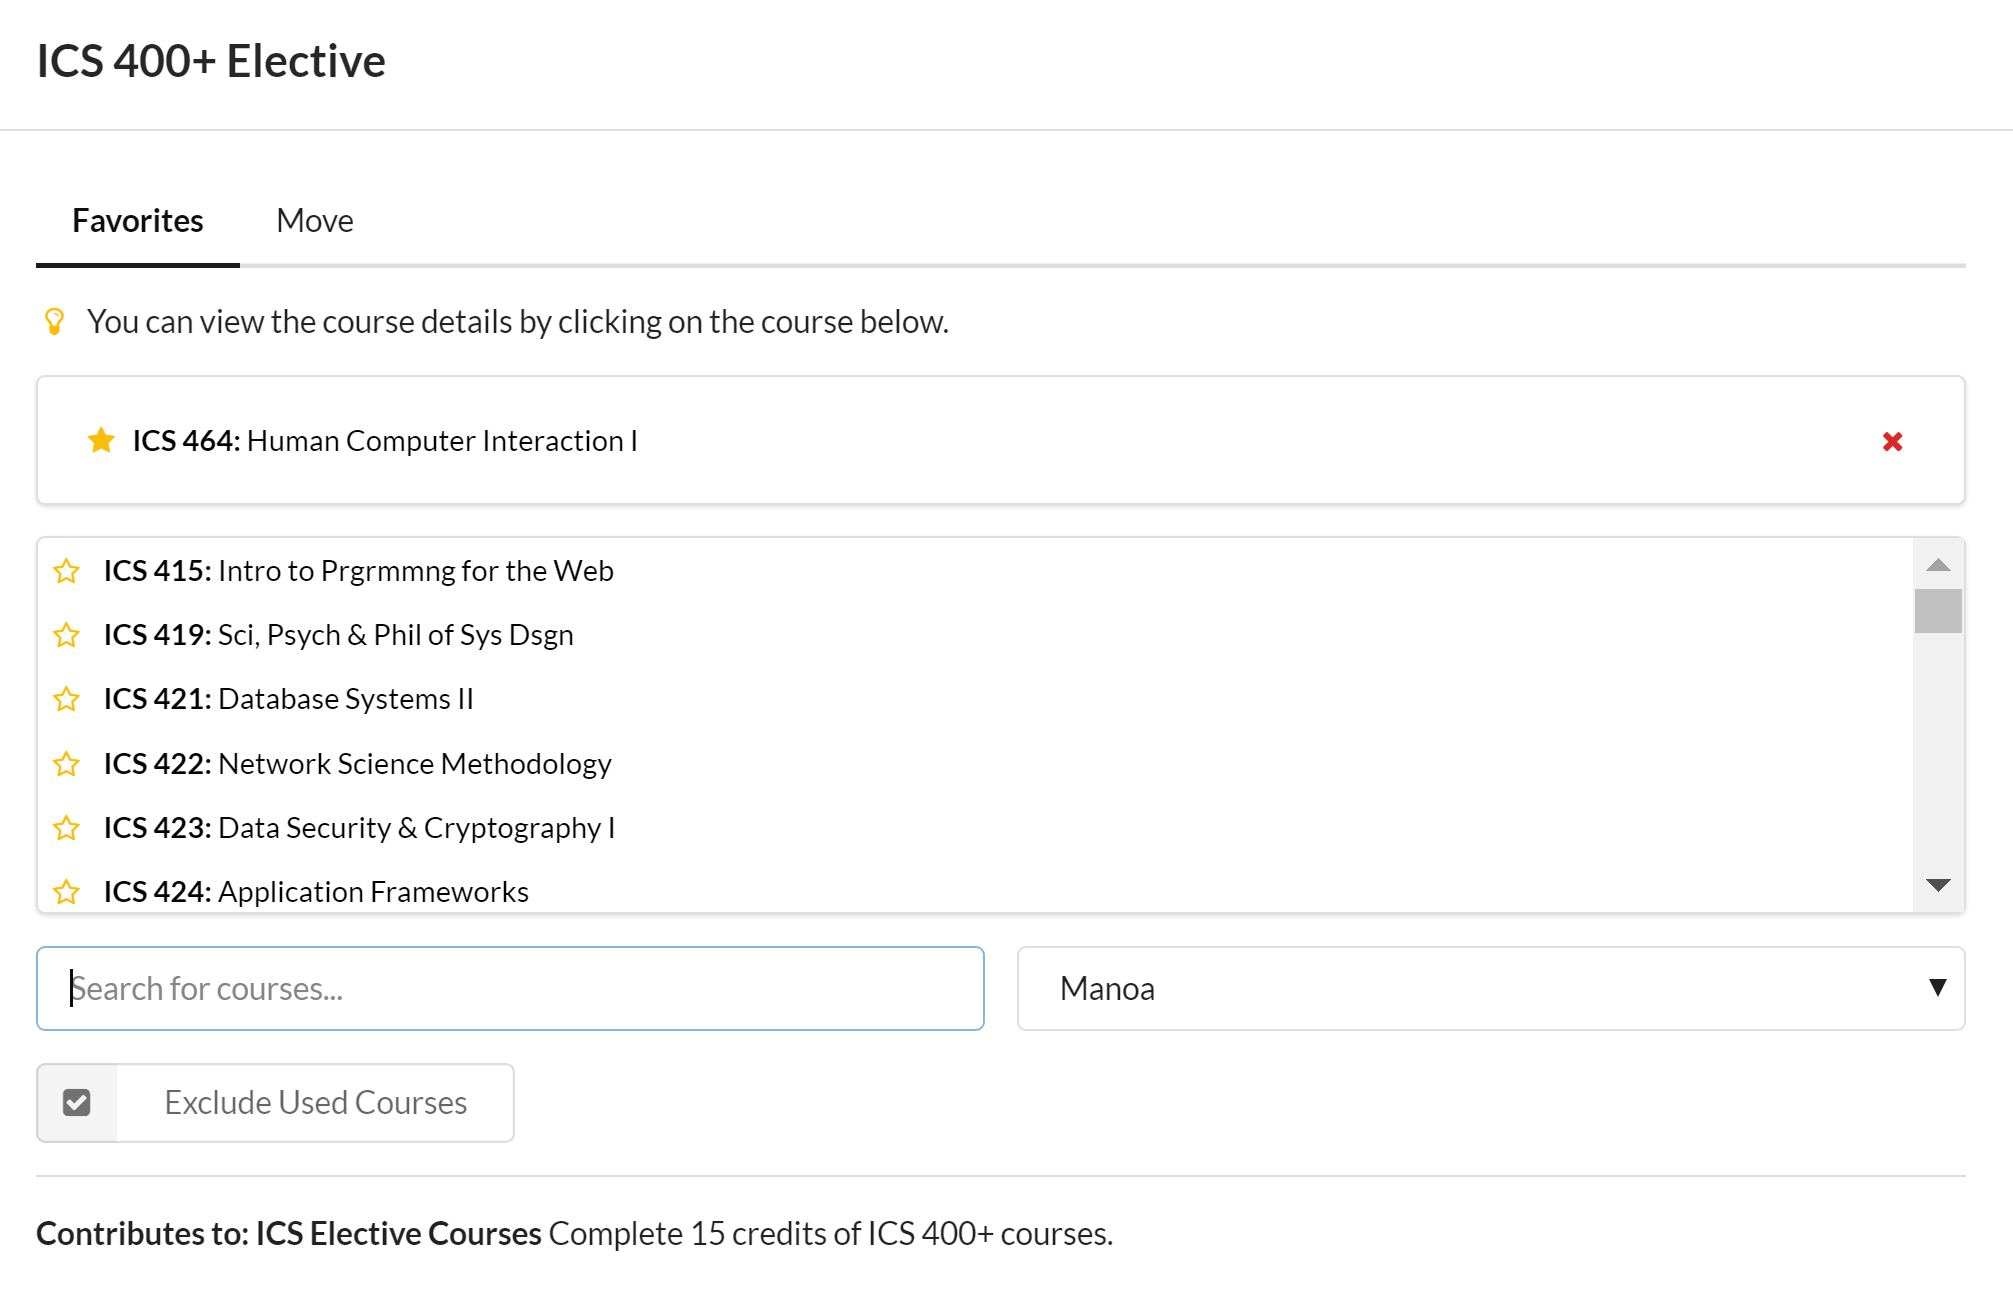 ICS 400+ Elective
Favorites Move
You can view the course details by clicking on the course below.
ICS 464: Human Computer Interaction I
ICS 415: Intro to Prgrmmng for the Web
ICS 419: Sci, Psych & Phil of Sys Dsgn
ICS 421: Database Systems II
ICS 422: Network Science Methodology
ICS 423: Data Security & Cryptography I
ICS 424: Application Frameworks
Search for courses... Manoa
Exclude Used Courses
Contributes to: ICS Elective Courses Complete 15 credits of ICS 400+ courses.